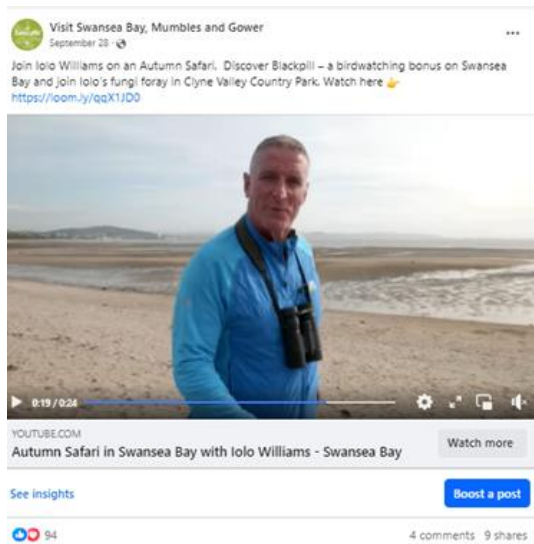 Visit Swansea Bay, Mumbles and Gower
September 28 ·
Join Iolo Williams on an Autumn Safari. Discover Blackpill – a birdwatching bonus on Swansea
Bay and join Iolo's fungi foray in Clyne Valley Country Park. Watch here 👉
https://loom.ly/qqX1JD0
0:19 / 0:24
YOUTUBE.COM
Autumn Safari in Swansea Bay with Iolo Williams - Swansea Bay
Watch more
See insights
Boost a post
94
4 comments 9 shares